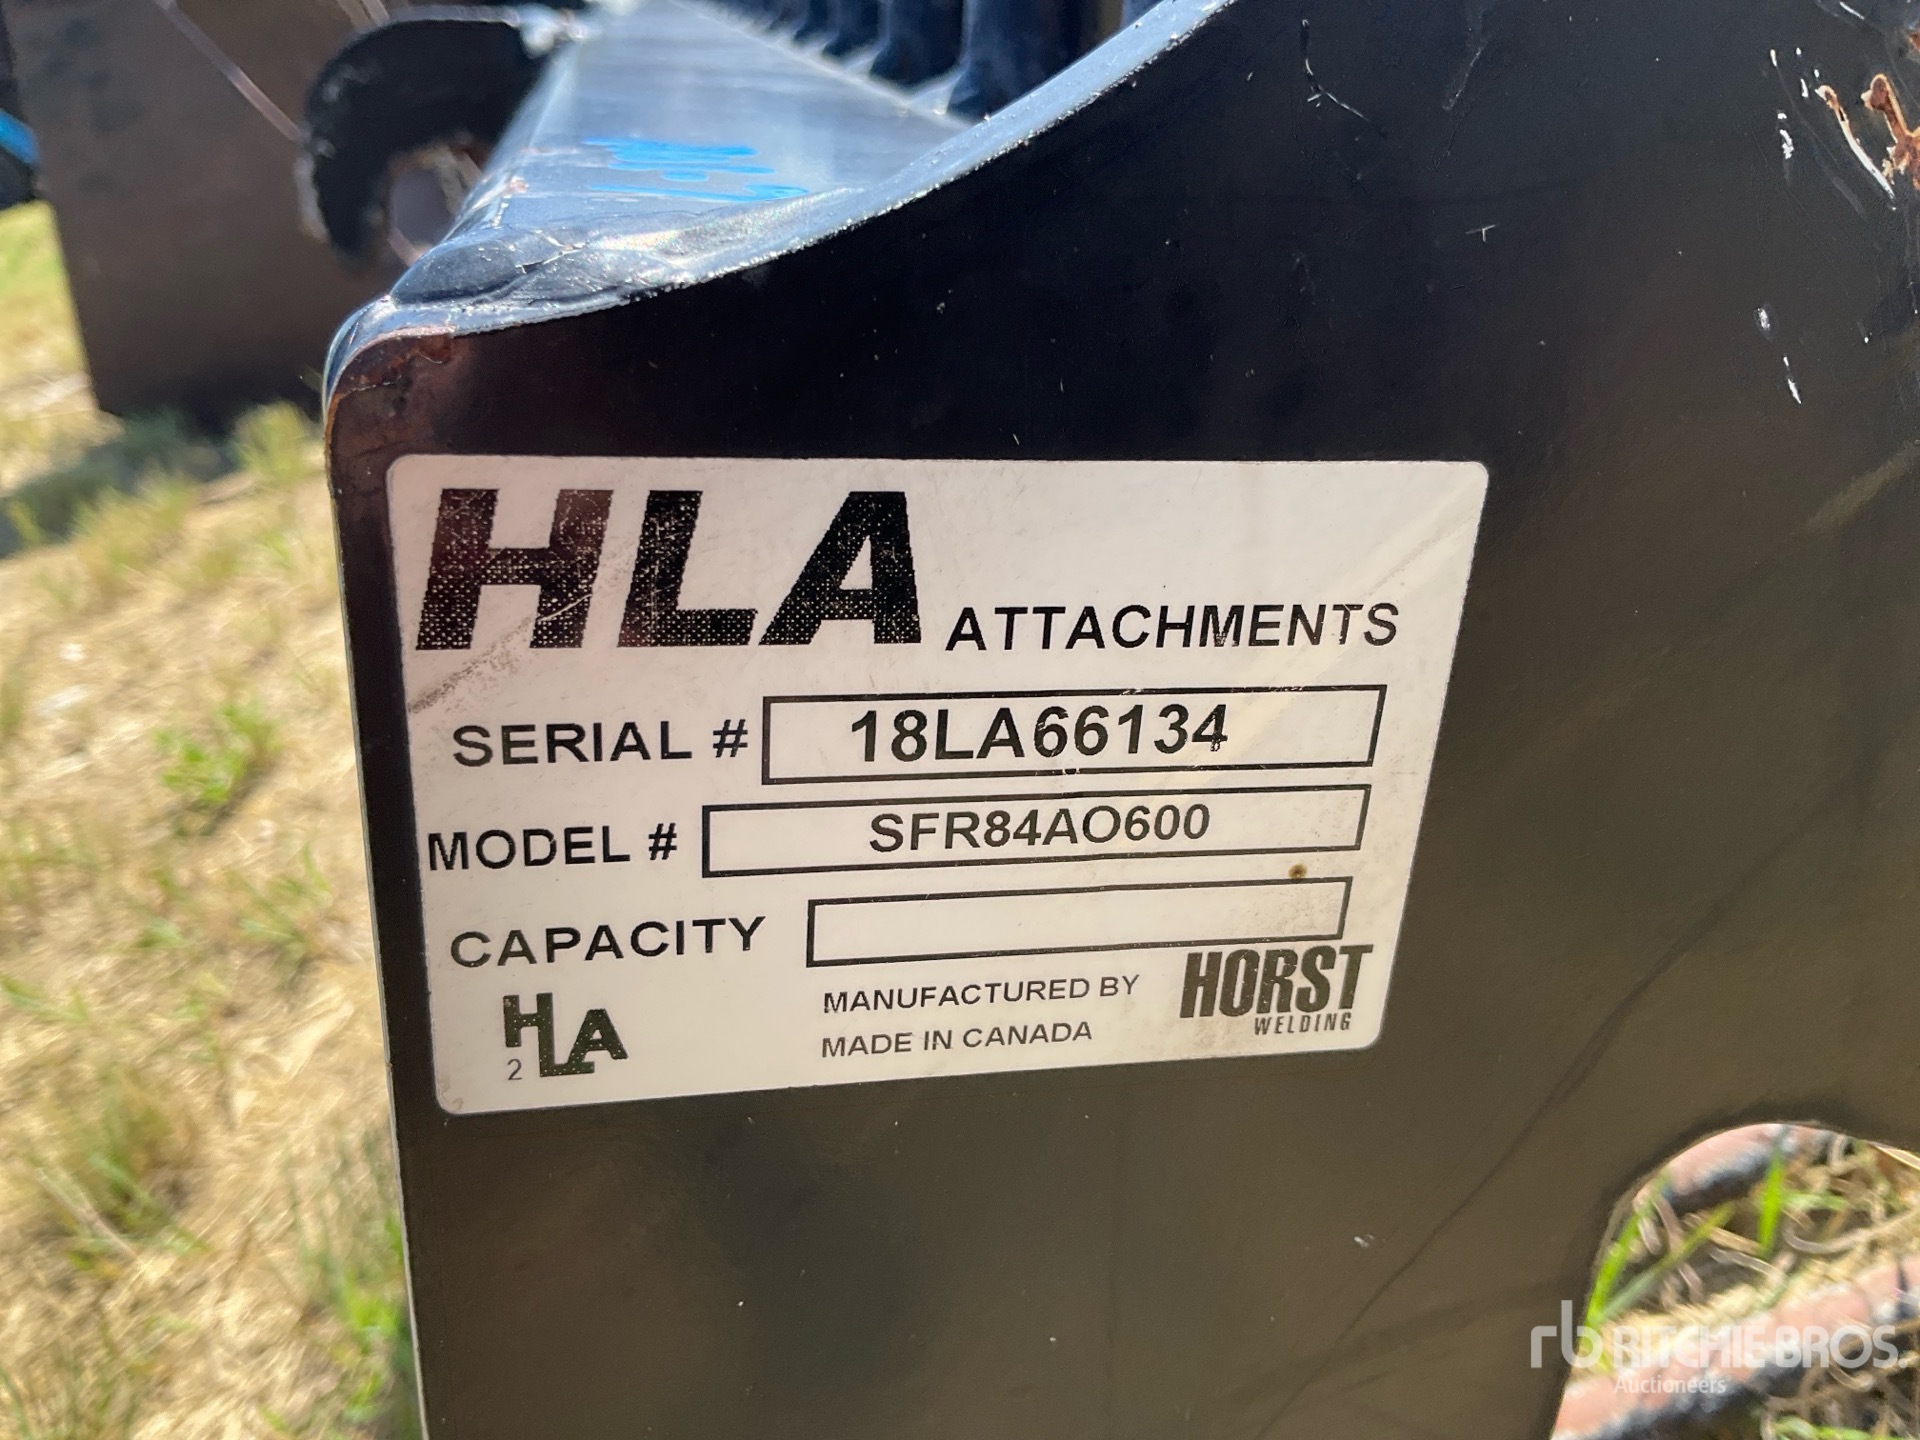 HLA ATTACHMENTS
SERIAL # 18LA66134
MODEL # SFR84AO600
CAPACITY
HLA
2
MANUFACTURED BY
MADE IN CANADA
HORST
WELDING
rb RITCHIE BROS.
Auctioneers